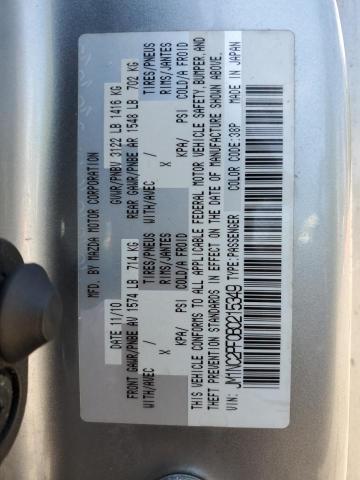 MFD. BY MAZDA MOTOR CORPORATION
11/10 GVWR/PNBV 3122 LB 1416 KG
FRONT GAWR/PNBE AV 1574 LB 714 KG REAR GAWR/PNBE AR 1548 LB 702 KG
WITH/AVEC / TIRES/PNEUS WITH/AVEC / TIRES/PNEUS
X RIMS/JANTES X RIMS/JANTES
KPA/ PSI COLD/A FROID KPA/ PSI COLD/A FROID
THIS VEHICLE CONFORMS TO ALL APPLICABLE FEDERAL MOTOR VEHICLE SAFETY, BUMPER, AND
THEFT PREVENTION STANDARDS IN EFFECT ON THE DATE OF MANUFACTURE SHOWN ABOVE.
JM1NC2PF0B0215349 COLOR CODE:38P MADE IN JAPAN
TYPE:PASSENGER